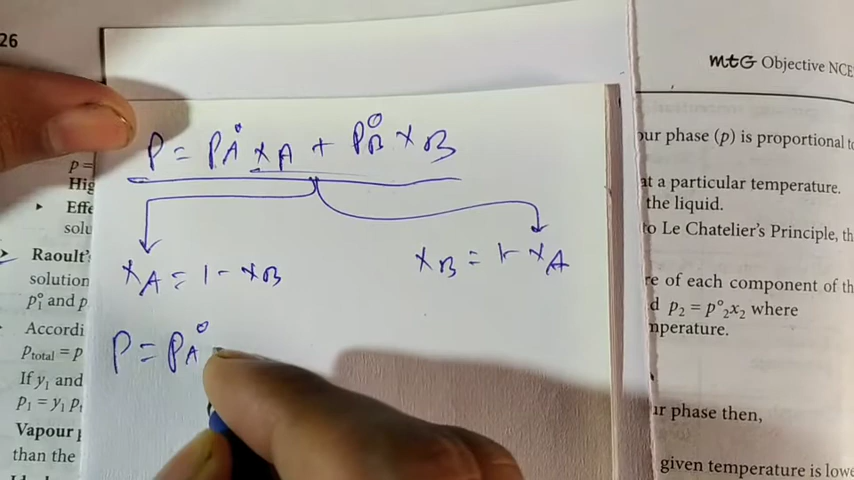 26
mtG Objective NCE
P = PA° xA + PB° xB
xA = 1 - xB
xB = 1 - xA
P = PA°
p =
Hig
Effe
solu
Raoult's
solution
p₁° and p
Accordi
p_total = p
If y₁ and
p₁ = y₁ p
Vapour
than the
our phase (p) is proportional to
at a particular temperature.
the liquid.
to Le Chatelier's Principle, th
re of each component of th
d p₂ = p°₂x₂ where
mperature.
ur phase then,
given temperature is lowe